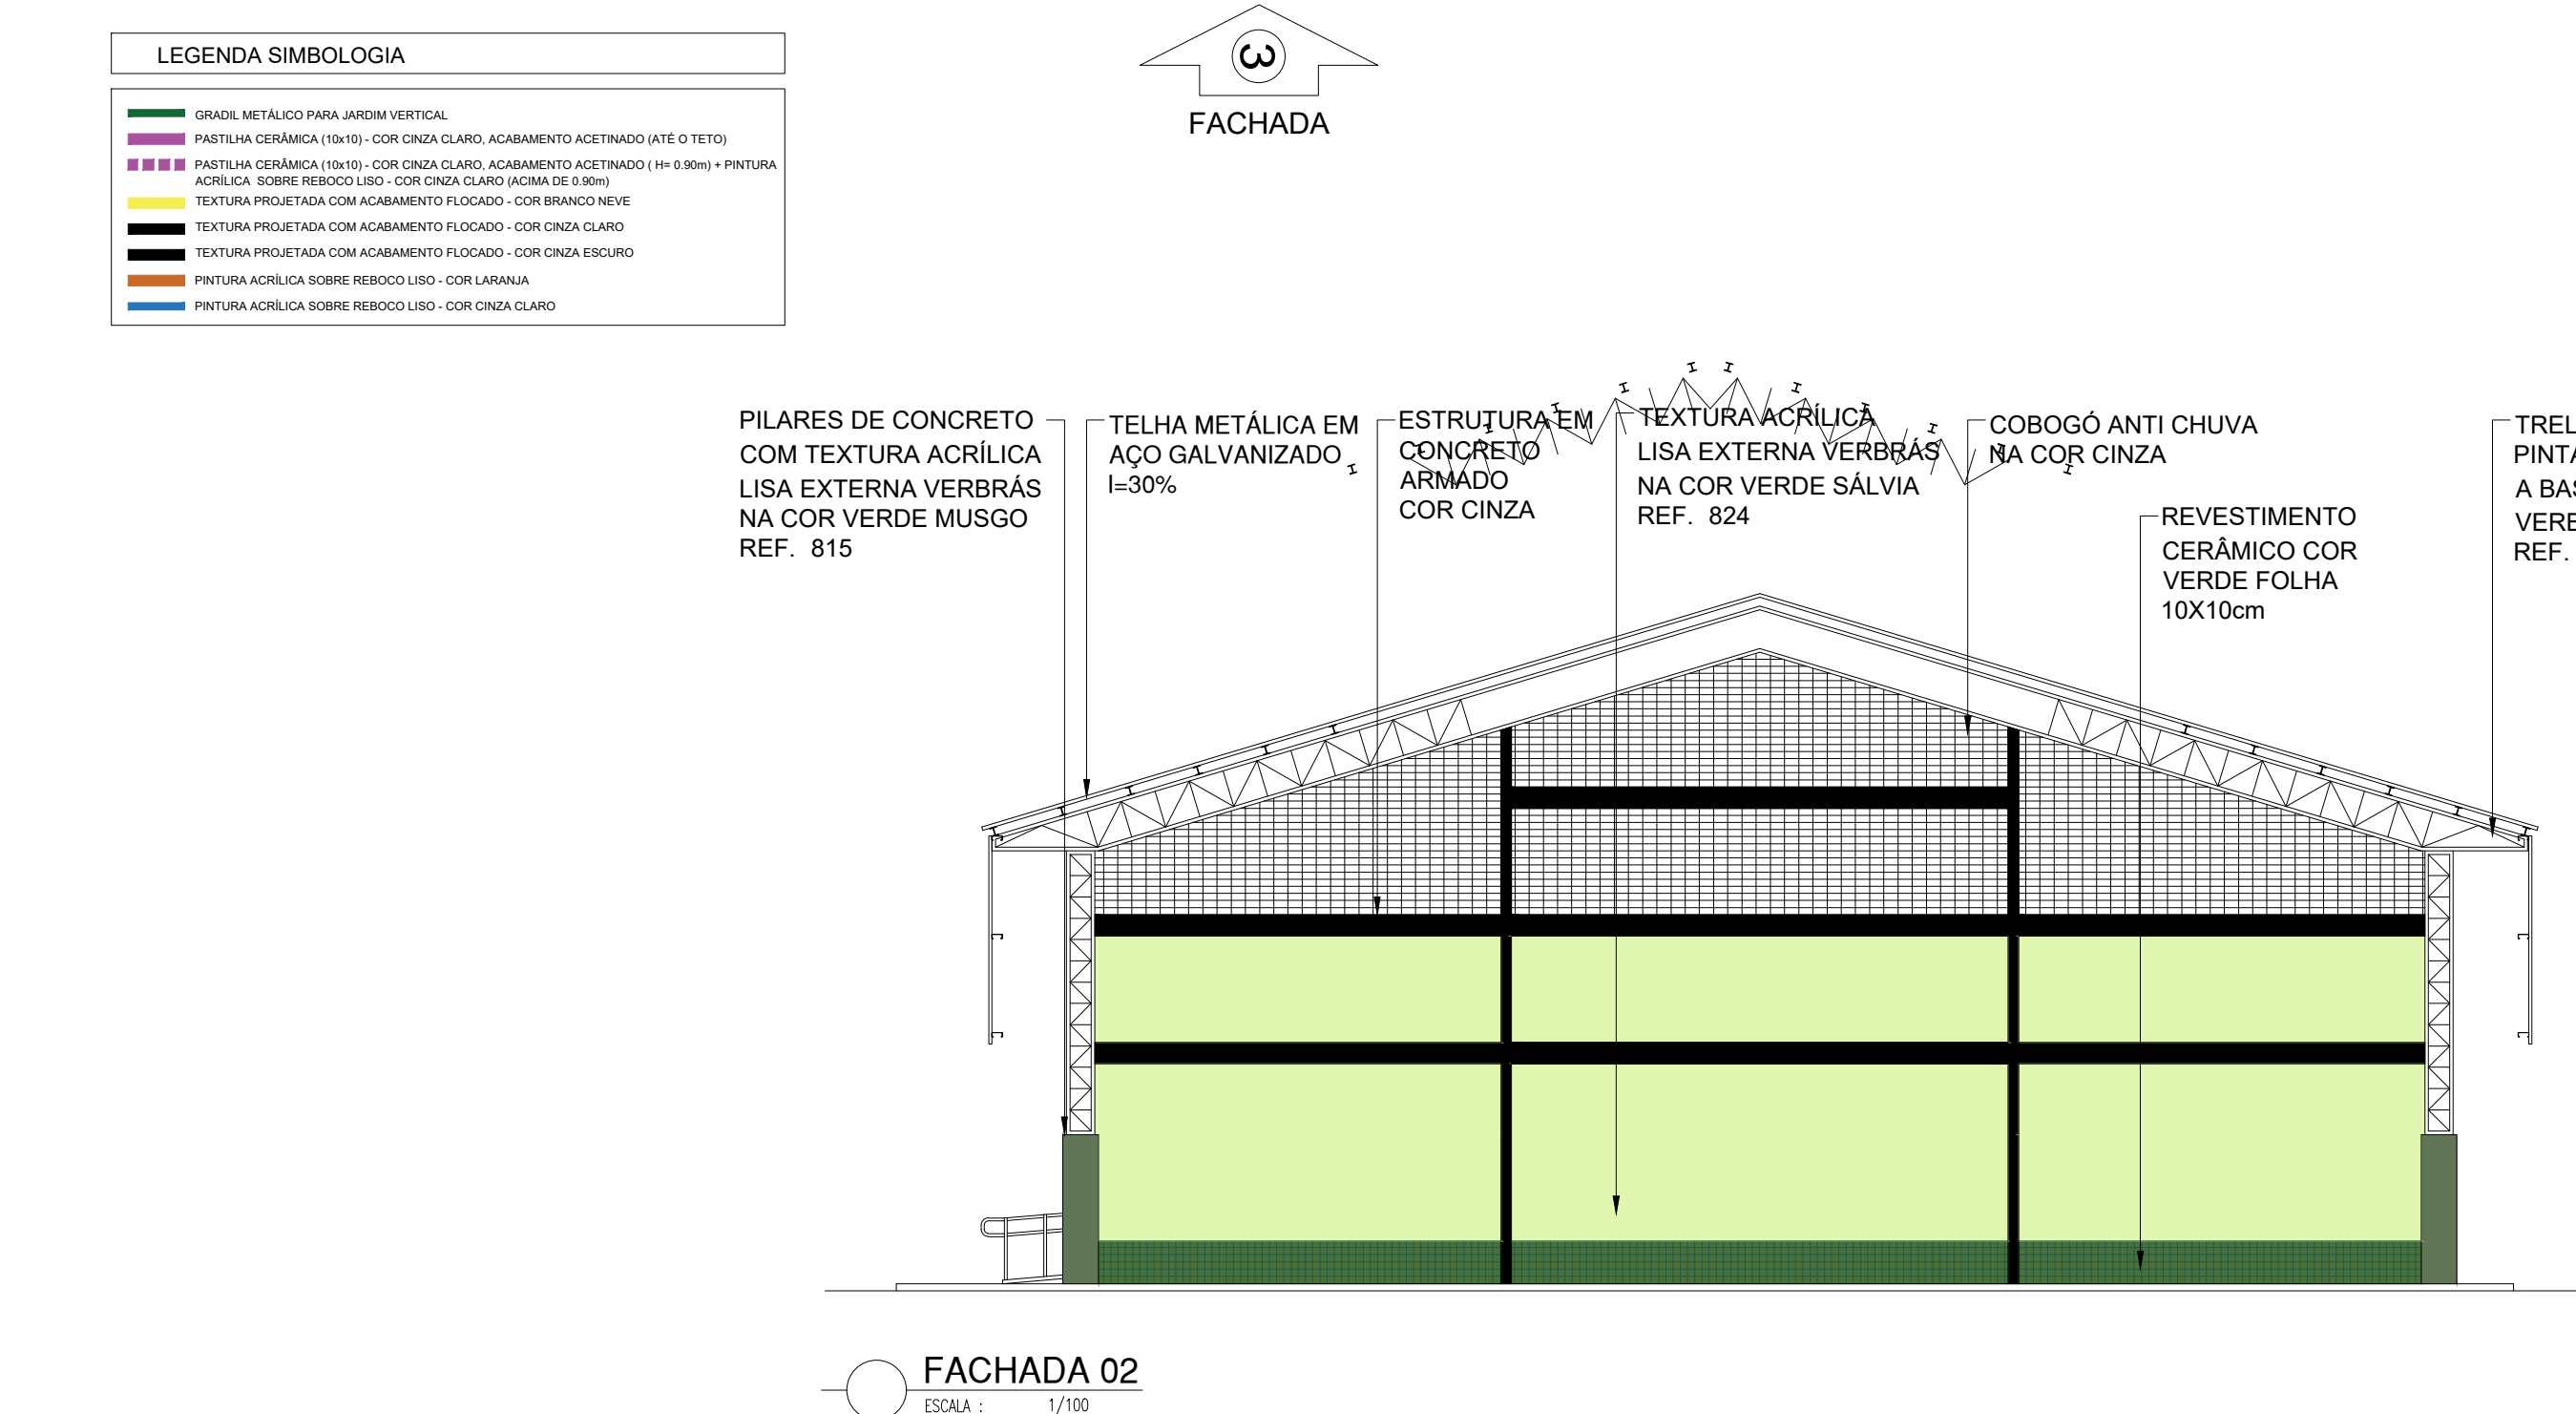 LEGENDA SIMBOLOGIA
GRADIL METÁLICO PARA JARDIM VERTICAL
PASTILHA CERÂMICA (10x10) - COR CINZA CLARO, ACABAMENTO ACETINADO (ATÉ O TETO)
PASTILHA CERÂMICA (10x10) - COR CINZA CLARO, ACABAMENTO ACETINADO ( H= 0.90m) + PINTURA
ACRÍLICA SOBRE REBOCO LISO - COR CINZA CLARO (ACIMA DE 0.90m)
TEXTURA PROJETADA COM ACABAMENTO FLOCADO - COR BRANCO NEVE
TEXTURA PROJETADA COM ACABAMENTO FLOCADO - COR CINZA CLARO
TEXTURA PROJETADA COM ACABAMENTO FLOCADO - COR CINZA ESCURO
PINTURA ACRÍLICA SOBRE REBOCO LISO - COR LARANJA
PINTURA ACRÍLICA SOBRE REBOCO LISO - COR CINZA CLARO
3
FACHADA
PILARES DE CONCRETO
COM TEXTURA ACRÍLICA
LISA EXTERNA VERBRÁS
NA COR VERDE MUSGO
REF. 815
TELHA METÁLICA EM
AÇO GALVANIZADO
I=30%
ESTRUTURA EM
CONCRETO
ARMADO
COR CINZA
TEXTURA ACRÍLICA
LISA EXTERNA VERBRÁS
NA COR VERDE SÁLVIA
REF. 824
COBOGÓ ANTI CHUVA
NA COR CINZA
REVESTIMENTO
CERÂMICO COR
VERDE FOLHA
10X10cm
TREL
PINTA
A BAS
REF.
FACHADA 02
ESCALA : 1/100